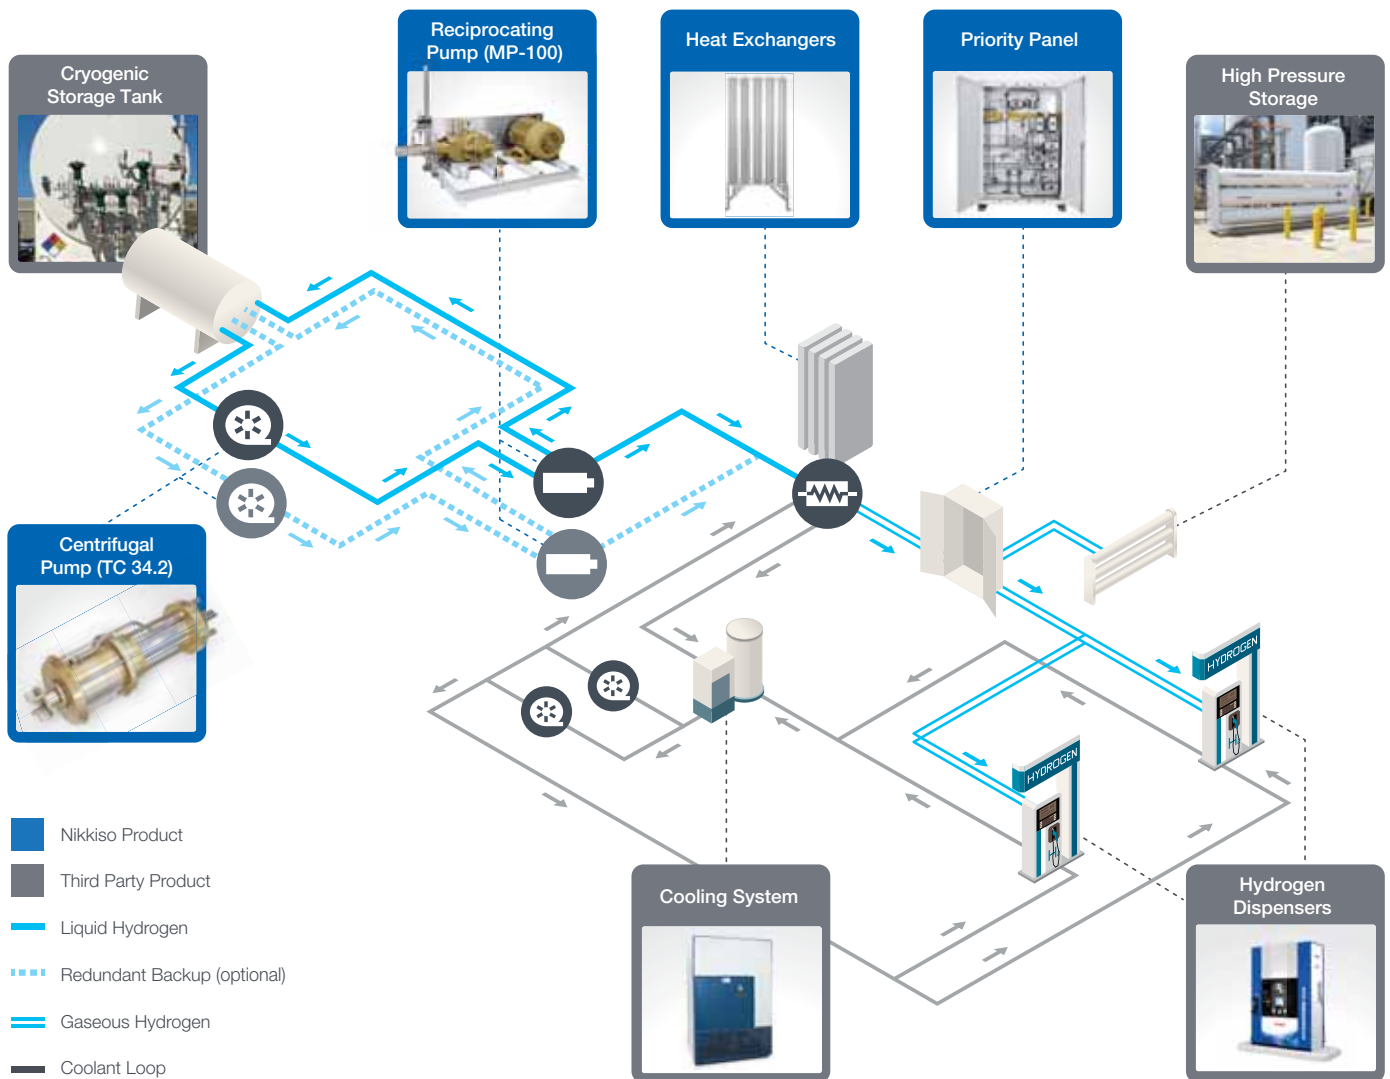 Cryogenic
Storage Tank
Reciprocating
Pump (MP-100)
Heat Exchangers
Priority Panel
High Pressure
Storage
Centrifugal
Pump (TC 34.2)
HYDROGEN
HYDROGEN
Cooling System
Hydrogen
Dispensers
Nikkiso Product
Third Party Product
Liquid Hydrogen
Redundant Backup (optional)
Gaseous Hydrogen
Coolant Loop